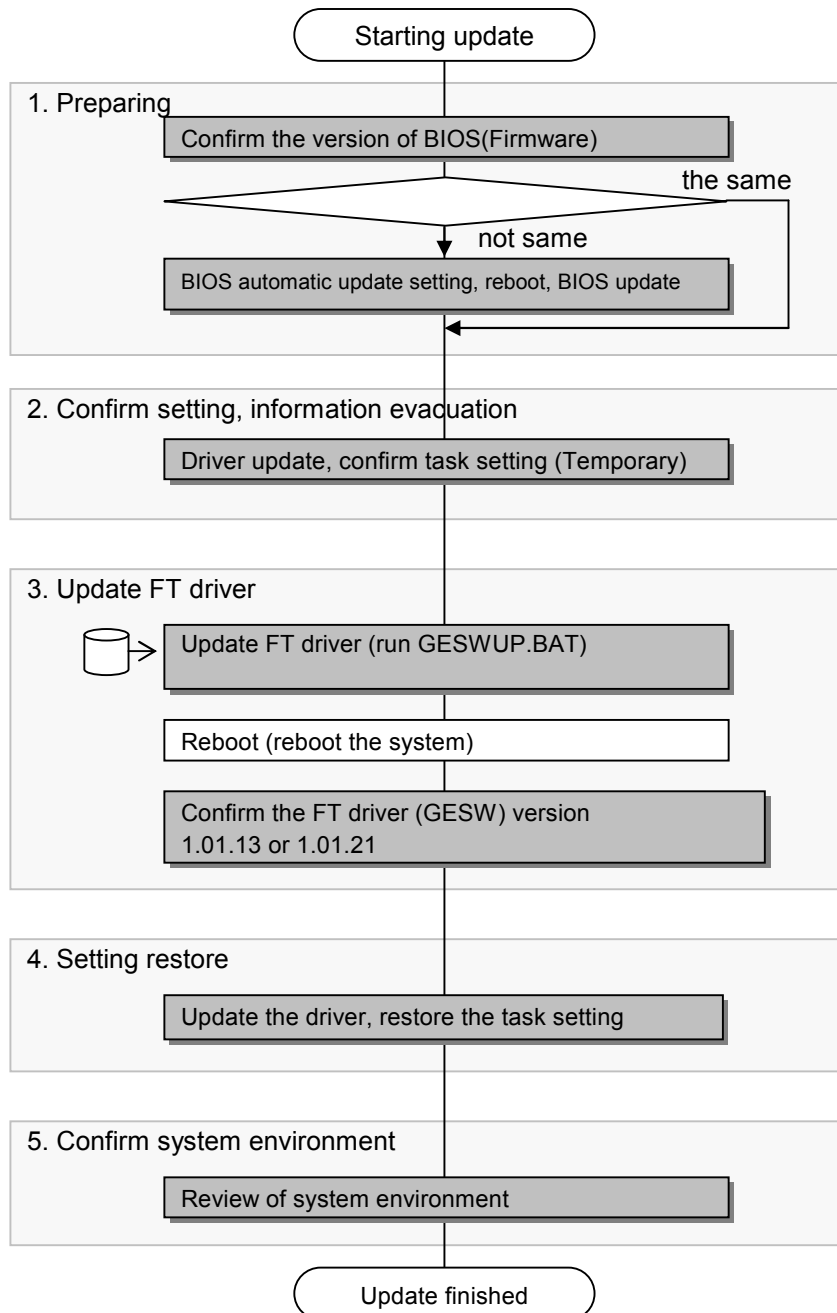 Starting update
1. Preparing
Confirm the version of BIOS(Firmware)
the same
not same
BIOS automatic update setting, reboot, BIOS update
2. Confirm setting, information evacuation
Driver update, confirm task setting (Temporary)
3. Update FT driver
Update FT driver (run GESWUP.BAT)
Reboot (reboot the system)
Confirm the FT driver (GESW) version
1.01.13 or 1.01.21
4. Setting restore
Update the driver, restore the task setting
5. Confirm system environment
Review of system environment
Update finished